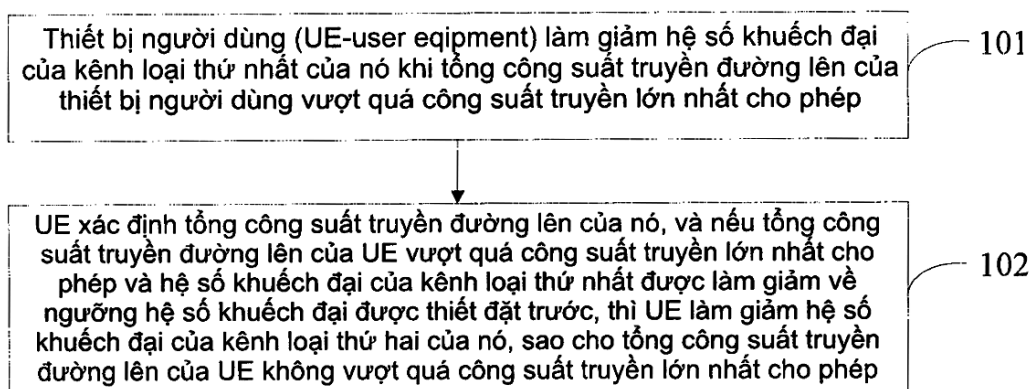 Thiết bị người dùng (UE-user eqipment) làm giảm hệ số khuếch đại
của kênh loại thứ nhất của nó khi tổng công suất truyền đường lên của
thiết bị người dùng vượt quá công suất truyền lớn nhất cho phép
101
UE xác định tổng công suất truyền đường lên của nó, và nếu tổng công
suất truyền đường lên của UE vượt quá công suất truyền lớn nhất cho
phép và hệ số khuếch đại của kênh loại thứ nhất được làm giảm về
ngưỡng hệ số khuếch đại được thiết đặt trước, thì UE làm giảm hệ số
khuếch đại của kênh loại thứ hai của nó, sao cho tổng công suất truyền
đường lên của UE không vượt quá công suất truyền lớn nhất cho phép
102